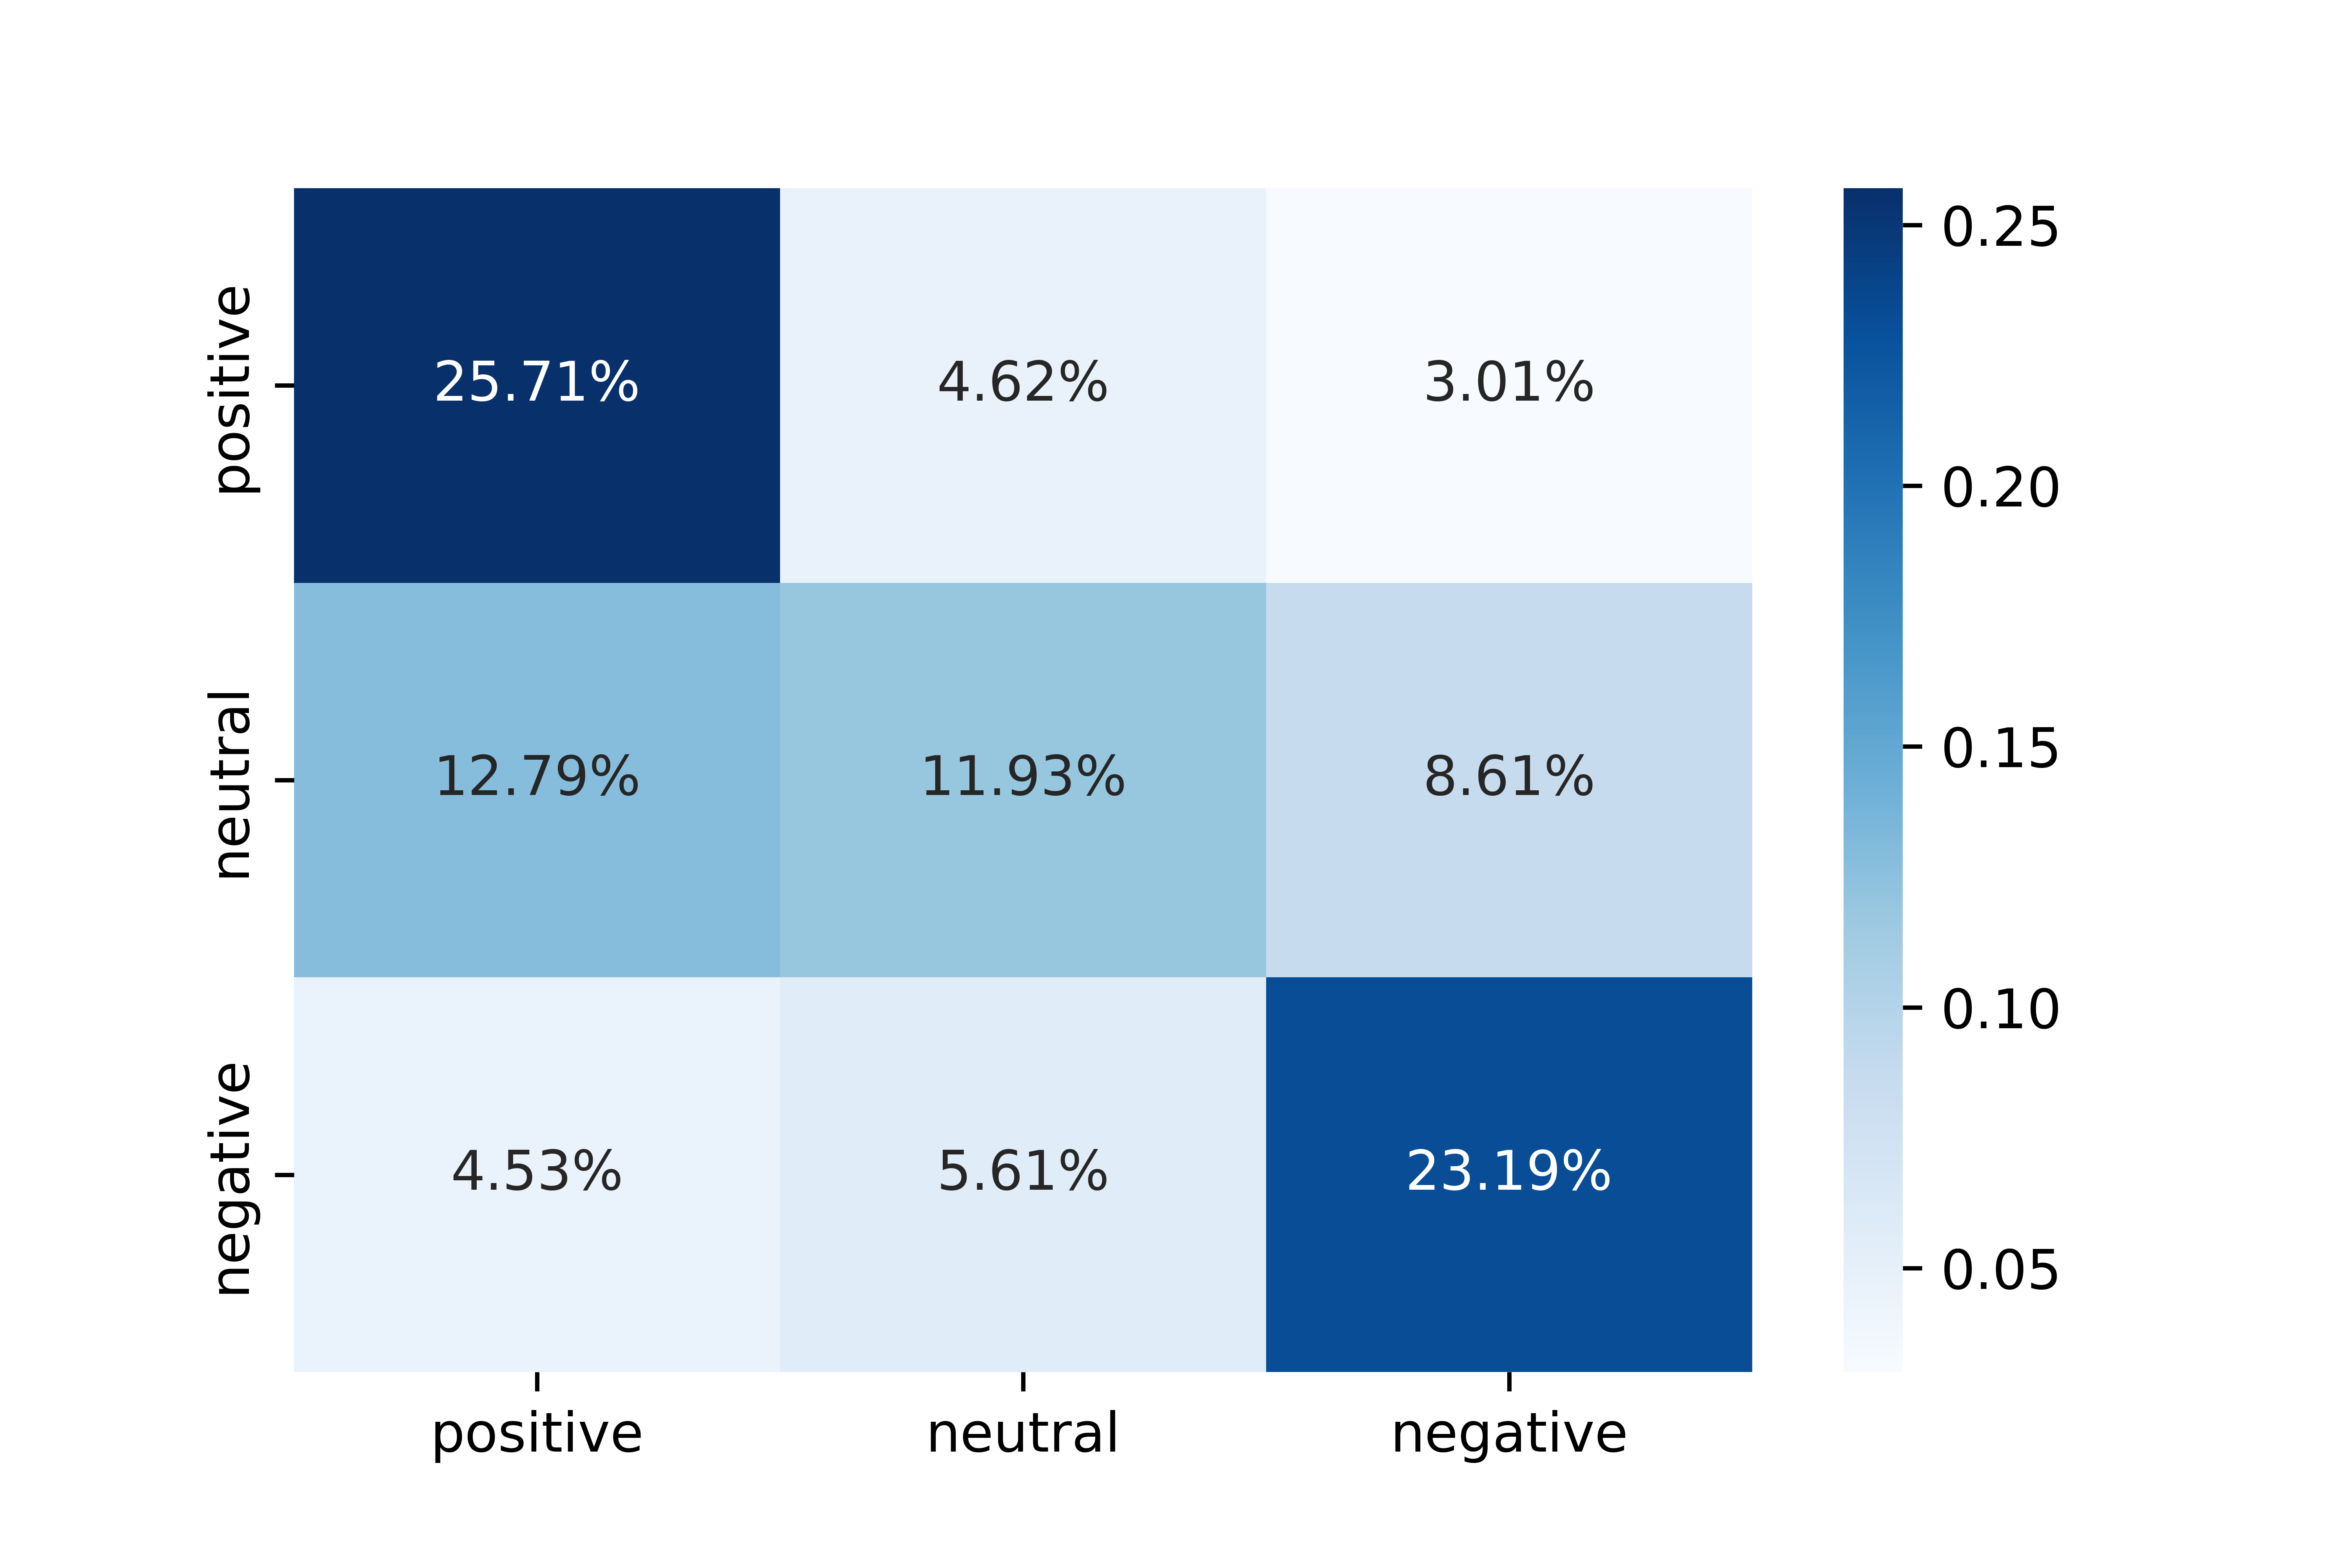 positive
25.71% 4.62% 3.01%
neutral
12.79% 11.93% 8.61%
negative
4.53% 5.61% 23.19%
positive neutral negative
0.25
0.20
0.15
0.10
0.05